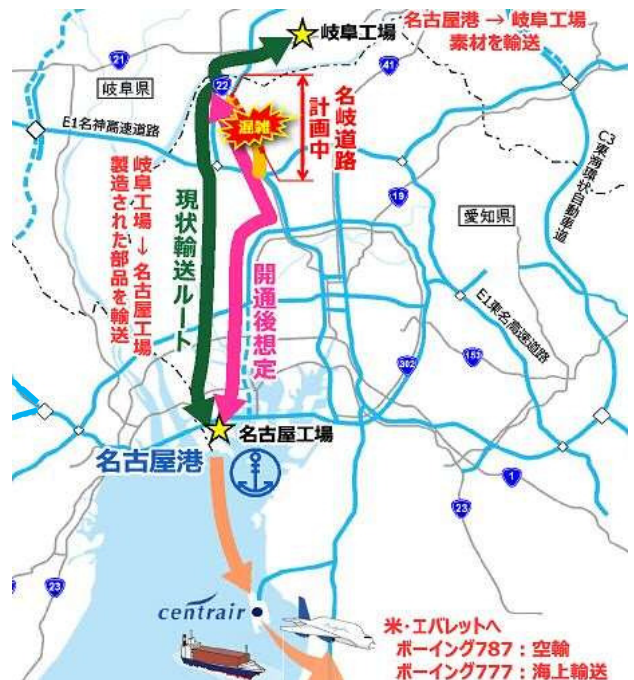 名古屋港 → 岐阜工場
素材を輸送
岐阜工場
21
22
41
岐阜県
混雑
計画中
名岐道路
E1名神高速道路
C3東海環状自動車道
19
愛知県
岐阜工場→名古屋工場
製造された部品を輸送
現状輸送ルート
開通後想定
E1東名高速道路
302
153
名古屋工場
名古屋港
1
23
23
centrair
米・エバレットへ
ボーイング787：空輸
ボーイング777：海上輸送